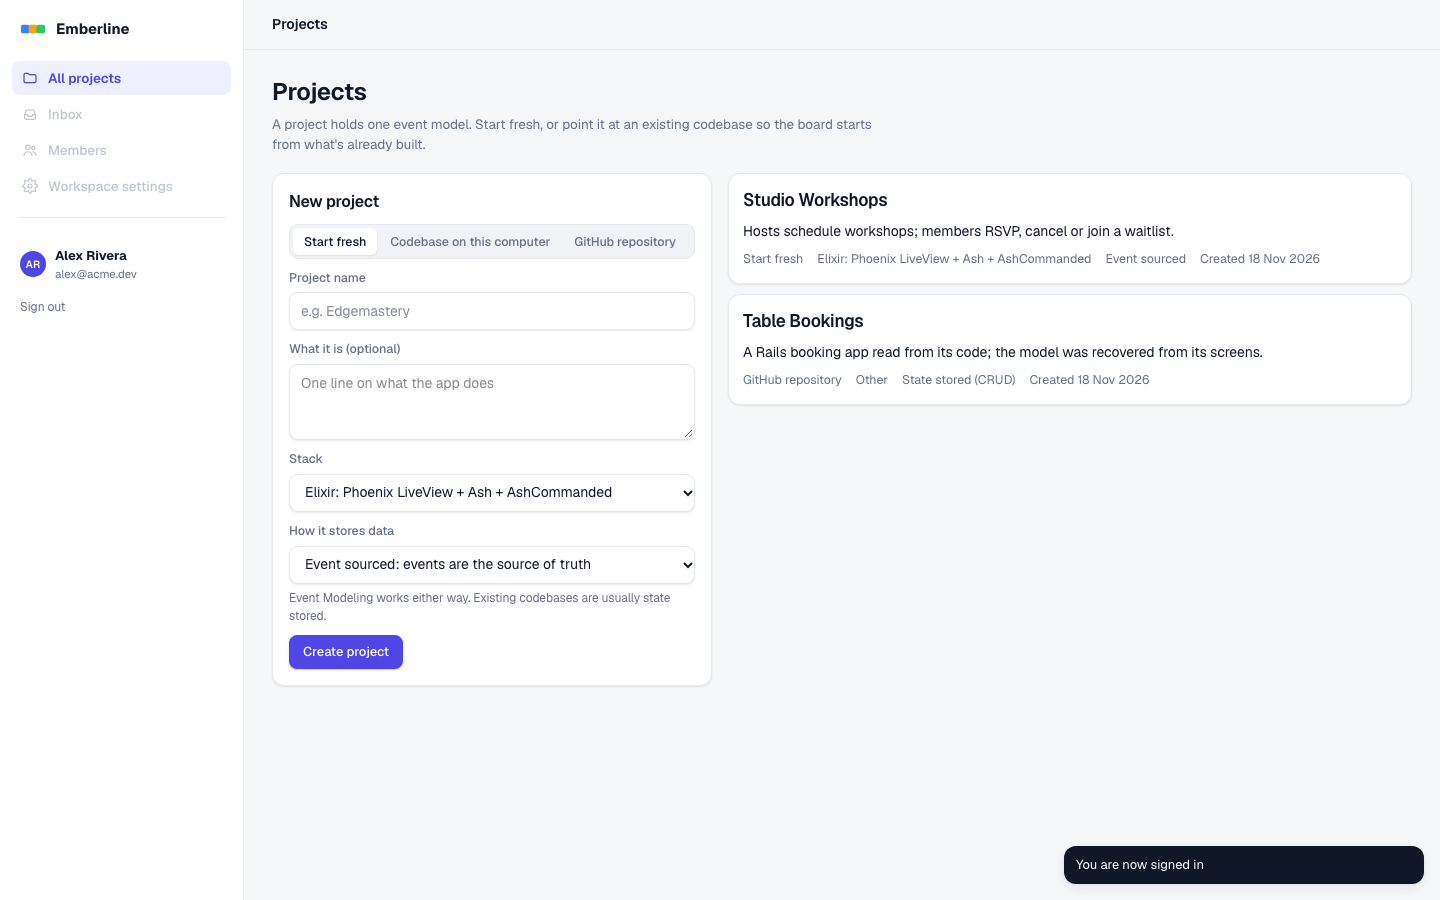 Emberline
All projects
Inbox
Members
Workspace settings
AR
Alex Rivera
alex@acme.dev
Sign out
Projects
Projects
A project holds one event model. Start fresh, or point it at an existing codebase so the board starts
from what's already built.
New project
Start fresh
Codebase on this computer
GitHub repository
Project name
e.g. Edgemastery
What it is (optional)
One line on what the app does
Stack
Elixir: Phoenix LiveView + Ash + AshCommanded
How it stores data
Event sourced: events are the source of truth
Event Modeling works either way. Existing codebases are usually state
stored.
Create project
Studio Workshops
Hosts schedule workshops; members RSVP, cancel or join a waitlist.
Start fresh Elixir: Phoenix LiveView + Ash + AshCommanded Event sourced Created 18 Nov 2026
Table Bookings
A Rails booking app read from its code; the model was recovered from its screens.
GitHub repository Other State stored (CRUD) Created 18 Nov 2026
You are now signed in